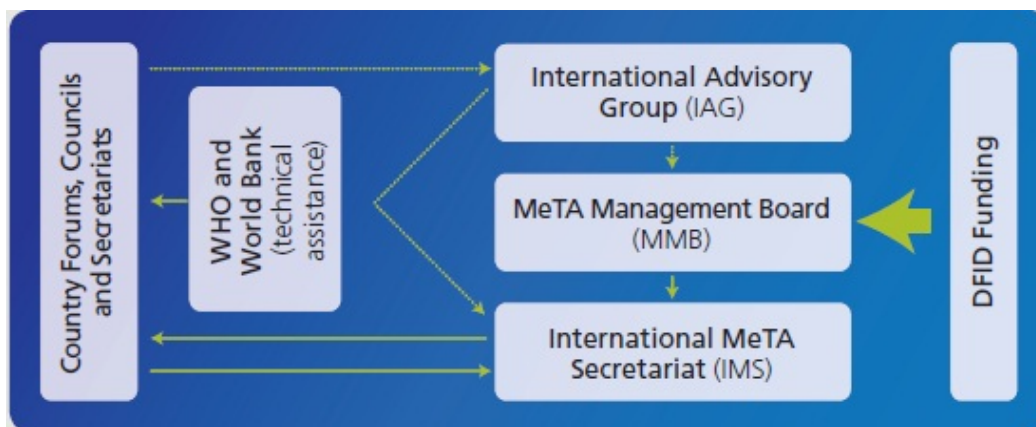 Country Forums, Councils
and Secretariats
WHO and
World Bank
(technical
assistance)
International Advisory
Group (IAG)
MeTA Management Board
(MMB)
International MeTA
Secretariat (IMS)
DFID Funding